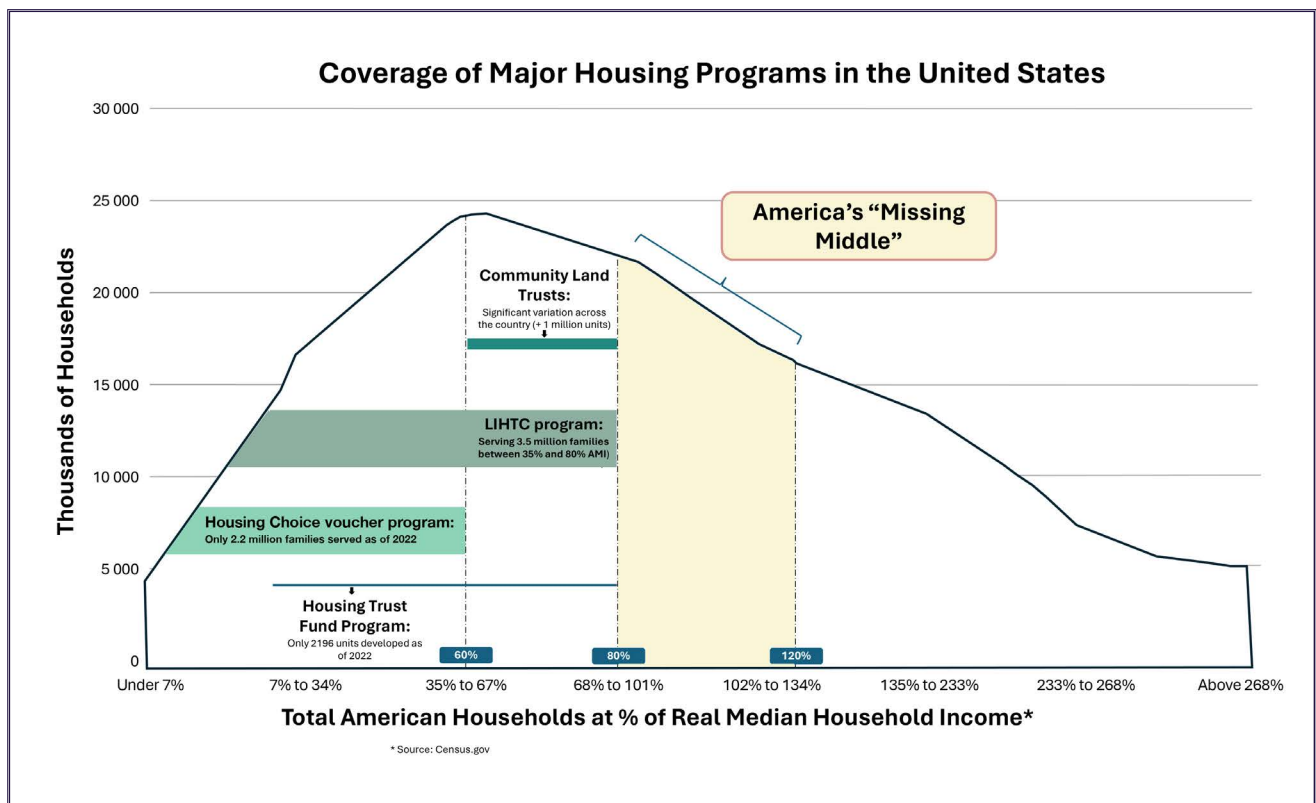 Coverage of Major Housing Programs in the United States
Thousands of Households
30 000
25 000
20 000
15 000
10 000
5 000
0
America's “Missing
Middle”
Community Land
Trusts:
Significant variation across
the country (+ 1 million units)
LIHTC program:
Serving 3.5 million families
between 35% and 80% AMI)
Housing Choice voucher program:
Only 2.2 million families served as of 2022
Housing Trust
Fund Program:
Only 2196 units developed as
of 2022
60%
80%
120%
Under 7%
7% to 34%
35% to 67%
68% to 101%
102% to 134%
135% to 233%
233% to 268%
Above 268%
Total American Households at % of Real Median Household Income*
* Source: Census.gov